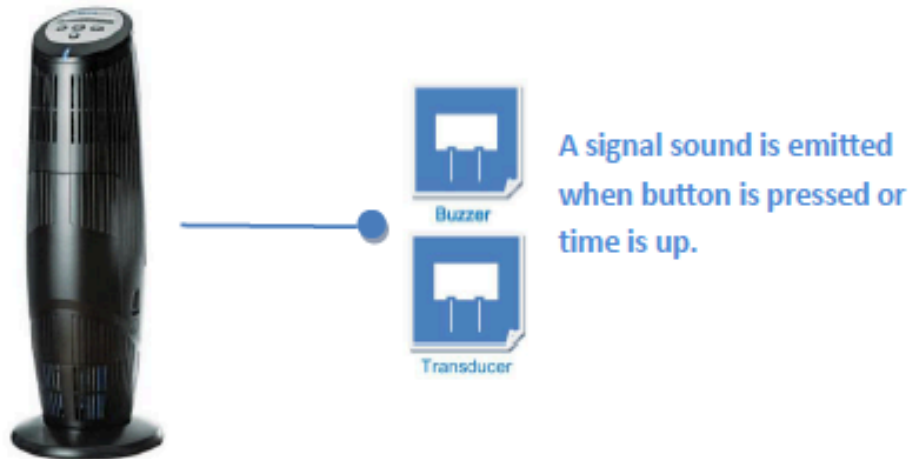 Buzzer
Transducer
A signal sound is emitted
when button is pressed or
time is up.